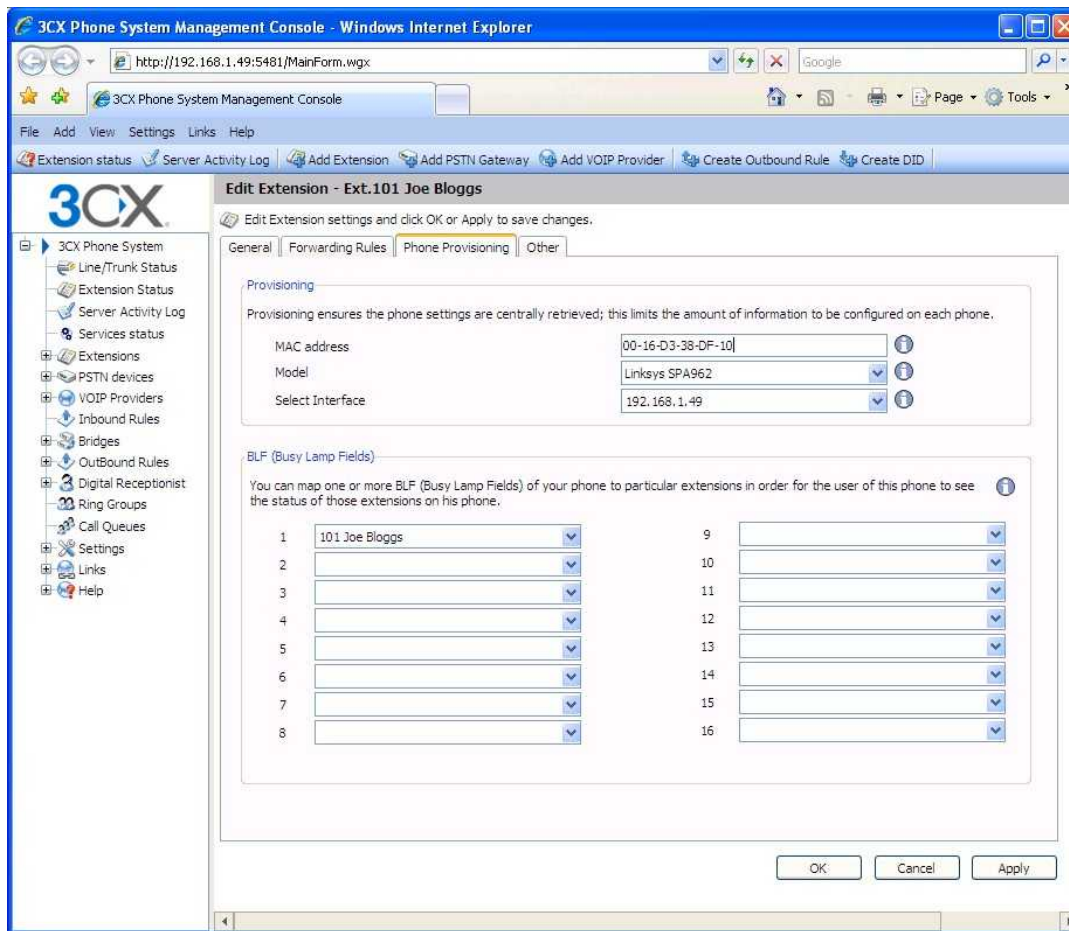 3CX Phone System Management Console - Windows Internet Explorer
http://192.168.1.49:5481/MainForm.wgx
Google
3CX Phone System Management Console
Page
Tools
File Add View Settings Links Help
Extension status Server Activity Log Add Extension Add PSTN Gateway Add VOIP Provider Create Outbound Rule Create DID
3CX
3CX Phone System
Line/Trunk Status
Extension Status
Server Activity Log
Services status
Extensions
PSTN devices
VOIP Providers
Inbound Rules
Bridges
OutBound Rules
Digital Receptionist
Ring Groups
Call Queues
Settings
Links
Help
Edit Extension - Ext.101 Joe Bloggs
Edit Extension settings and click OK or Apply to save changes.
General Forwarding Rules Phone Provisioning Other
Provisioning
Provisioning ensures the phone settings are centrally retrieved; this limits the amount of information to be configured on each phone.
MAC address 00-16-D3-38-DF-10
Model Linksys SPA962
Select Interface 192.168.1.49
BLF (Busy Lamp Fields)
You can map one or more BLF (Busy Lamp Fields) of your phone to particular extensions in order for the user of this phone to see
the status of those extensions on his phone.
1 101 Joe Bloggs 9
2 10
3 11
4 12
5 13
6 14
7 15
8 16
OK Cancel Apply